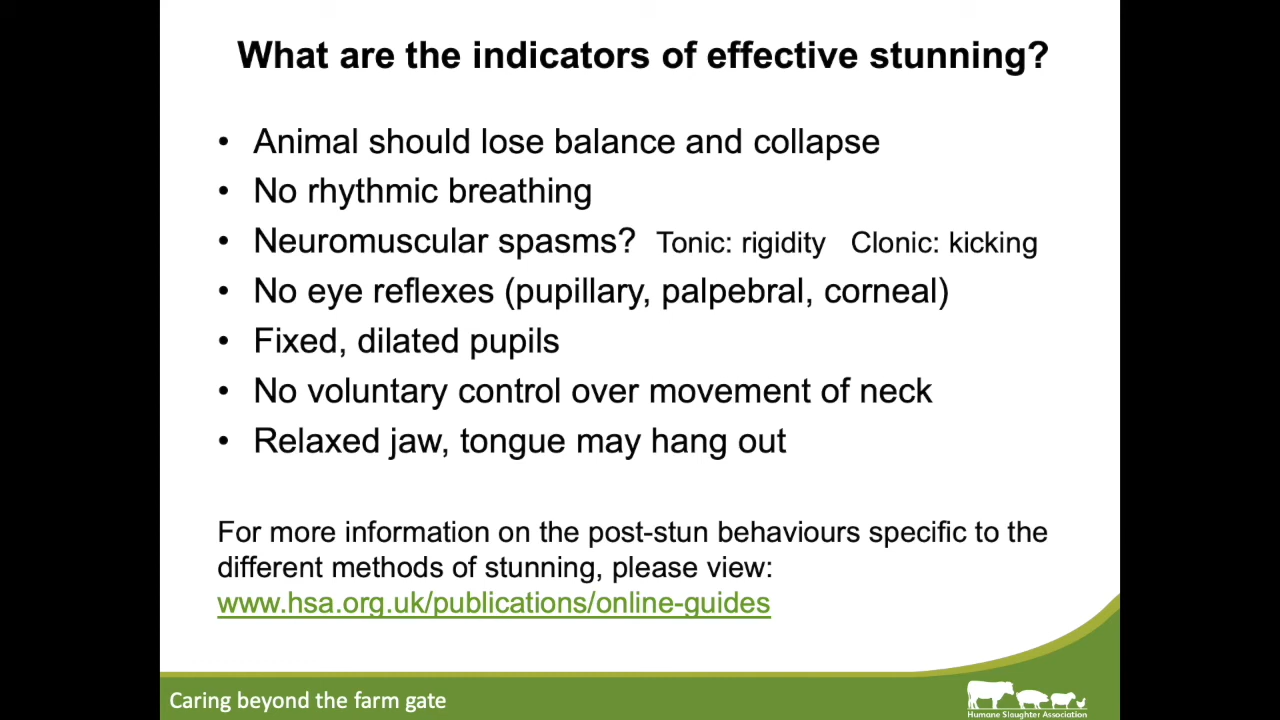 What are the indicators of effective stunning?
• Animal should lose balance and collapse
• No rhythmic breathing
• Neuromuscular spasms? Tonic: rigidity Clonic: kicking
• No eye reflexes (pupillary, palpebral, corneal)
• Fixed, dilated pupils
• No voluntary control over movement of neck
• Relaxed jaw, tongue may hang out
For more information on the post-stun behaviours specific to the
different methods of stunning, please view:
www.hsa.org.uk/publications/online-guides
Caring beyond the farm gate
Humane Slaughter Association